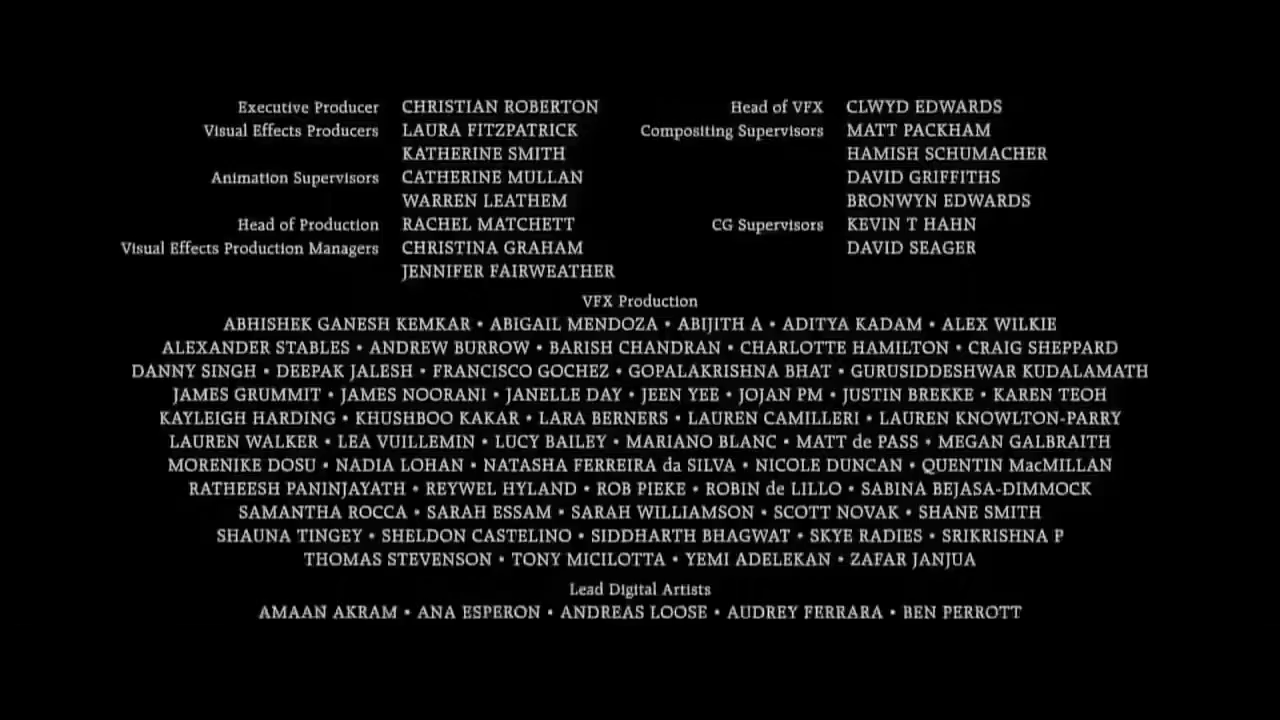 Executive Producer CHRISTIAN ROBERTON Head of VFX CLWYD EDWARDS
Visual Effects Producers LAURA FITZPATRICK Compositing Supervisors MATT PACKHAM
KATHERINE SMITH HAMISH SCHUMACHER
Animation Supervisors CATHERINE MULLAN DAVID GRIFFITHS
WARREN LEATHEM BRONWYN EDWARDS
Head of Production RACHEL MATCHETT CG Supervisors KEVIN T HAHN
Visual Effects Production Managers CHRISTINA GRAHAM DAVID SEAGER
JENNIFER FAIRWEATHER
VFX Production
ABHISHEK GANESH KEMKAR • ABIGAIL MENDOZA • ABIJITH A • ADITYA KADAM • ALEX WILKIE
ALEXANDER STABLES • ANDREW BURROW • BARISH CHANDRAN • CHARLOTTE HAMILTON • CRAIG SHEPPARD
DANNY SINGH • DEEPAK JALESH • FRANCISCO GOCHEZ • GOPALAKRISHNA BHAT • GURUSIDDESHWAR KUDALAMATH
JAMES GRUMMIT • JAMES NOORANI • JANELLE DAY • JEEN YEE • JOJAN PM • JUSTIN BREKKE • KAREN TEOH
KAYLEIGH HARDING • KHUSHBOO KAKAR • LARA BERNERS • LAUREN CAMILLERI • LAUREN KNOWLTON-PARRY
LAUREN WALKER • LEA VUILLEMIN • LUCY BAILEY • MARIANO BLANC • MATT de PASS • MEGAN GALBRAITH
MORENIKE DOSU • NADIA LOHAN • NATASHA FERREIRA da SILVA • NICOLE DUNCAN • QUENTIN MacMILLAN
RATHEESH PANINJAYATH • REYWEL HYLAND • ROB PIEKE • ROBIN de LILLO • SABINA BEJASA-DIMMOCK
SAMANTHA ROCCA • SARAH ESSAM • SARAH WILLIAMSON • SCOTT NOVAK • SHANE SMITH
SHAUNA TINGEY • SHELDON CASTELINO • SIDDHARTH BHAGWAT • SKYE RADIES • SRIKRISHNA P
THOMAS STEVENSON • TONY MICILOTTA • YEMI ADELEKAN • ZAFAR JANJUA
Lead Digital Artists
AMAAN AKRAM • ANA ESPERON • ANDREAS LOOSE • AUDREY FERRARA • BEN PERROTT